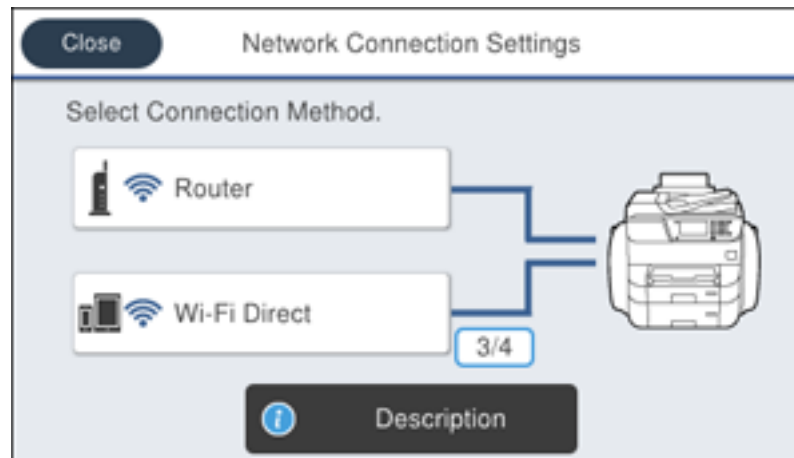 Close
Network Connection Settings
Select Connection Method.
Router
Wi-Fi Direct
3/4
i Description